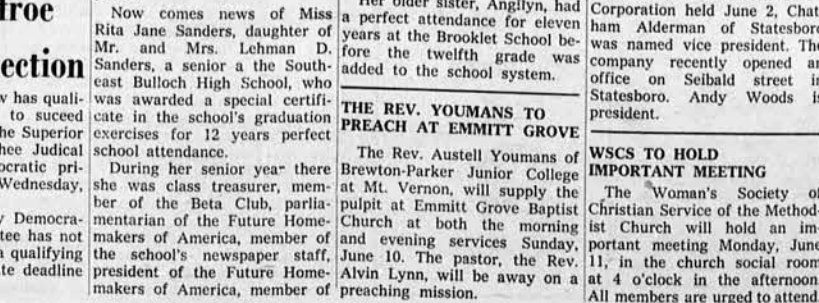 froe
ection
w has quali-
to suceed
he Superior
hee Judical
ocratic pri-
Wednesday,
y Democra-
tee has not
a qualifying
te deadline
Now comes news of Miss
Rita Jane Sanders, daughter of
Mr. and Mrs. Lehman D.
Sanders, a senior a the South-
east Bulloch High School, who
was awarded a special certifi-
cate in the school's graduation
exercises for 12 years perfect
school attendance.
During her senior year there
she was class treasurer, mem-
ber of the Beta Club, parlia-
mentarian of the Future Home-
makers of America, member of
the school's newspaper staff,
president of the Future Home-
makers of America, member of
Her older sister, Angilyn, had
a perfect attendance for eleven
years at the Brooklet School be-
fore the twelfth grade was
added to the school system.
THE REV. YOUMANS TO
PREACH AT EMMITT GROVE
The Rev. Austell Youmans of
Brewton-Parker Junior College
at Mt. Vernon, will supply the
pulpit at Emmitt Grove Baptist
Church at both the morning
and evening services Sunday,
June 10. The pastor, the Rev.
Alvin Lynn, will be away on a
preaching mission.
Corporation held June 2, Chat-
ham Alderman of Statesboro
was named vice president. The
company recently opened an
office on Seibald street in
Statesboro. Andy Woods is
president.
WSCS TO HOLD
IMPORTANT MEETING
The Woman's Society of
Christian Service of the Method-
ist Church will hold an im-
portant meeting Monday, June
11, in the church social room
at 4 o'clock in the afternoon.
All members are urged to attend.